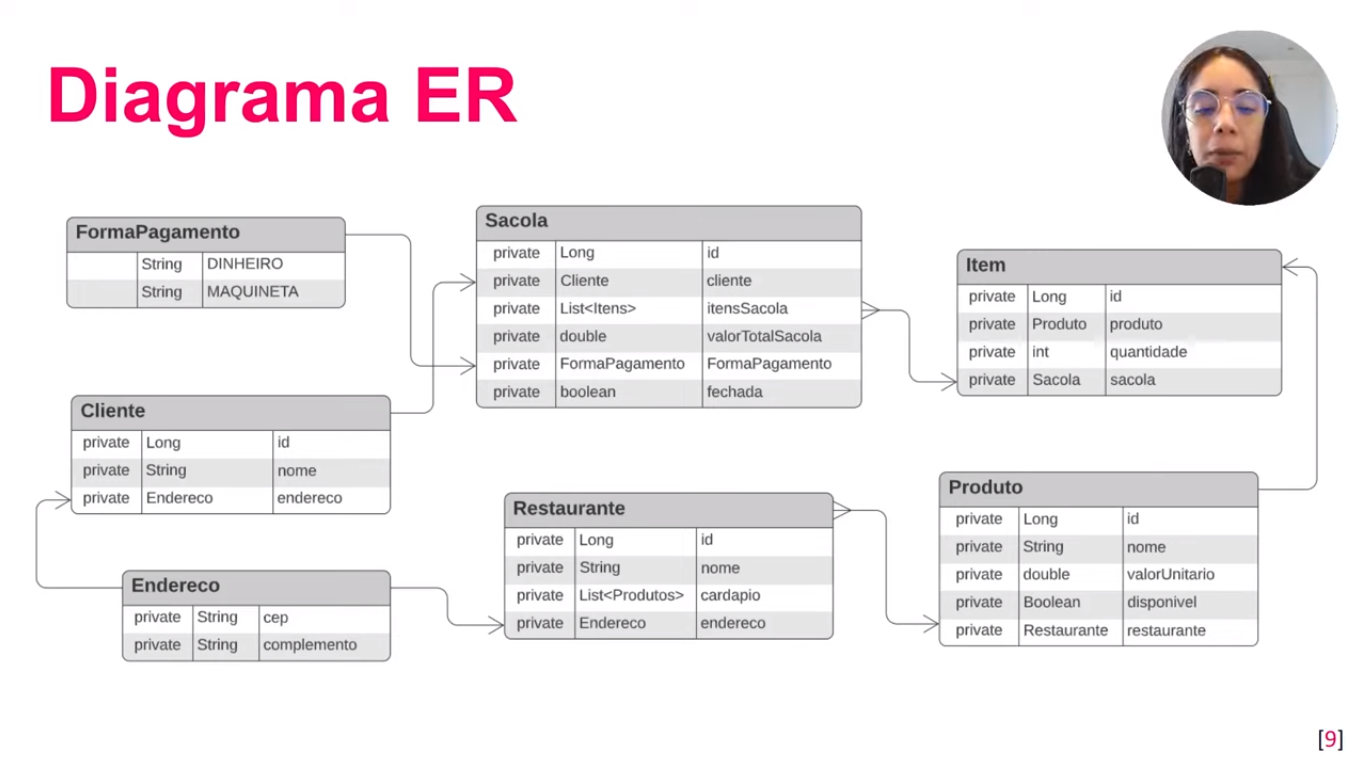 Diagrama ER
FormaPagamento
String DINHEIRO
String MAQUINETA
Sacola
private Long id
private Cliente cliente
private List<Itens> itensSacola
private double valorTotalSacola
private FormaPagamento FormaPagamento
private boolean fechada
Item
private Long id
private Produto produto
private int quantidade
private Sacola sacola
Cliente
private Long id
private String nome
private Endereco endereco
Endereco
private String cep
private String complemento
Restaurante
private Long id
private String nome
private List<Produtos> cardapio
private Endereco endereco
Produto
private Long id
private String nome
private double valorUnitario
private Boolean disponivel
private Restaurante restaurante
[9]